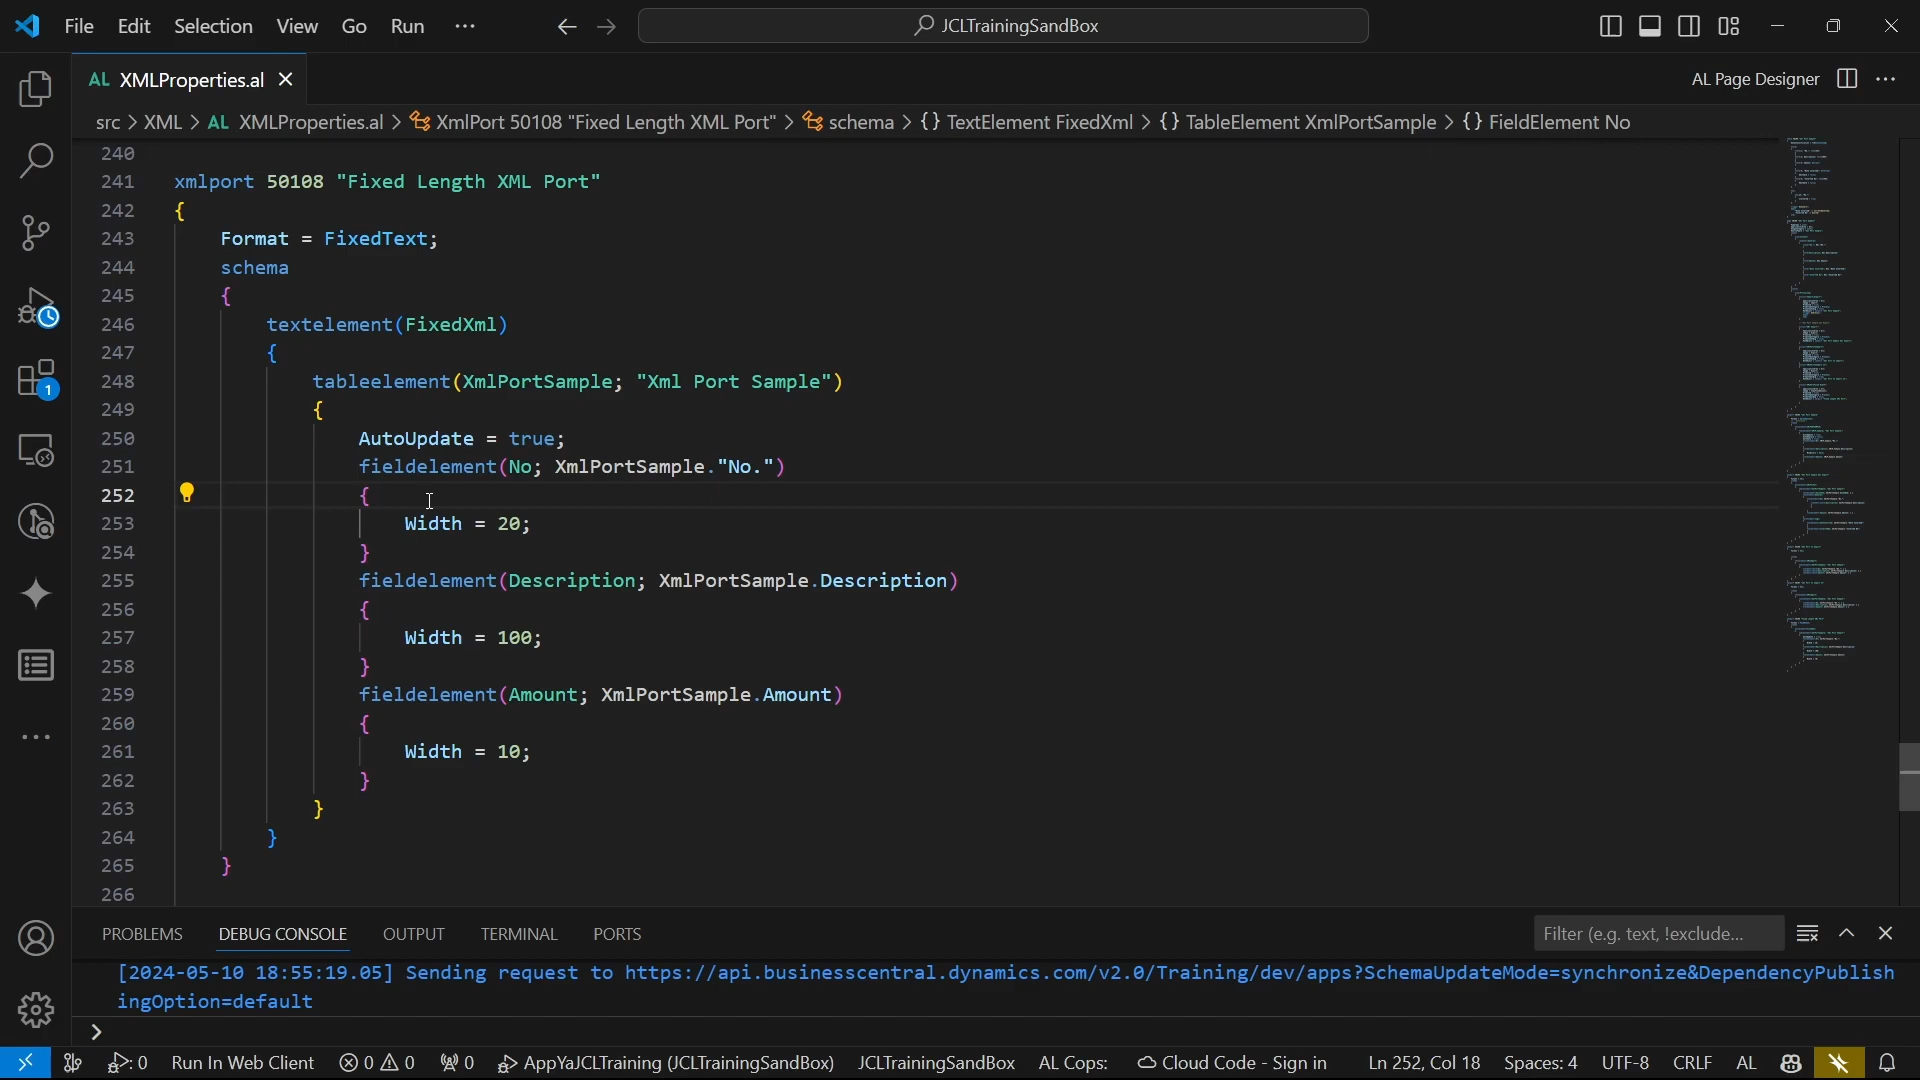 File Edit Selection View Go Run ··· JCLTrainingSandBox
AL XMLProperties.al AL Page Designer
src > XML > AL XMLProperties.al > XmlPort 50108 "Fixed Length XML Port" > schema > {} TextElement FixedXml > {} TableElement XmlPortSample > {} FieldElement No
240
241 xmlport 50108 "Fixed Length XML Port"
242 {
243 Format = FixedText;
244 schema
245 {
246 textelement(FixedXml)
247 {
248 tableelement(XmlPortSample; "Xml Port Sample")
249 {
250 AutoUpdate = true;
251 fieldelement(No; XmlPortSample."No.")
252 {
253 Width = 20;
254 }
255 fieldelement(Description; XmlPortSample.Description)
256 {
257 Width = 100;
258 }
259 fieldelement(Amount; XmlPortSample.Amount)
260 {
261 Width = 10;
262 }
263 }
264 }
265 }
266
1
PROBLEMS DEBUG CONSOLE OUTPUT TERMINAL PORTS Filter (e.g. text, !exclude...
[2024-05-10 18:55:19.05] Sending request to https://api.businesscentral.dynamics.com/v2.0/Training/dev/apps?SchemaUpdateMode=synchronize&DependencyPublish
ingOption=default
>
0 Run In Web Client 0 0 0 AppYaJCLTraining (JCLTrainingSandBox) JCLTrainingSandBox AL Cops: Cloud Code - Sign in Ln 252, Col 18 Spaces: 4 UTF-8 CRLF AL